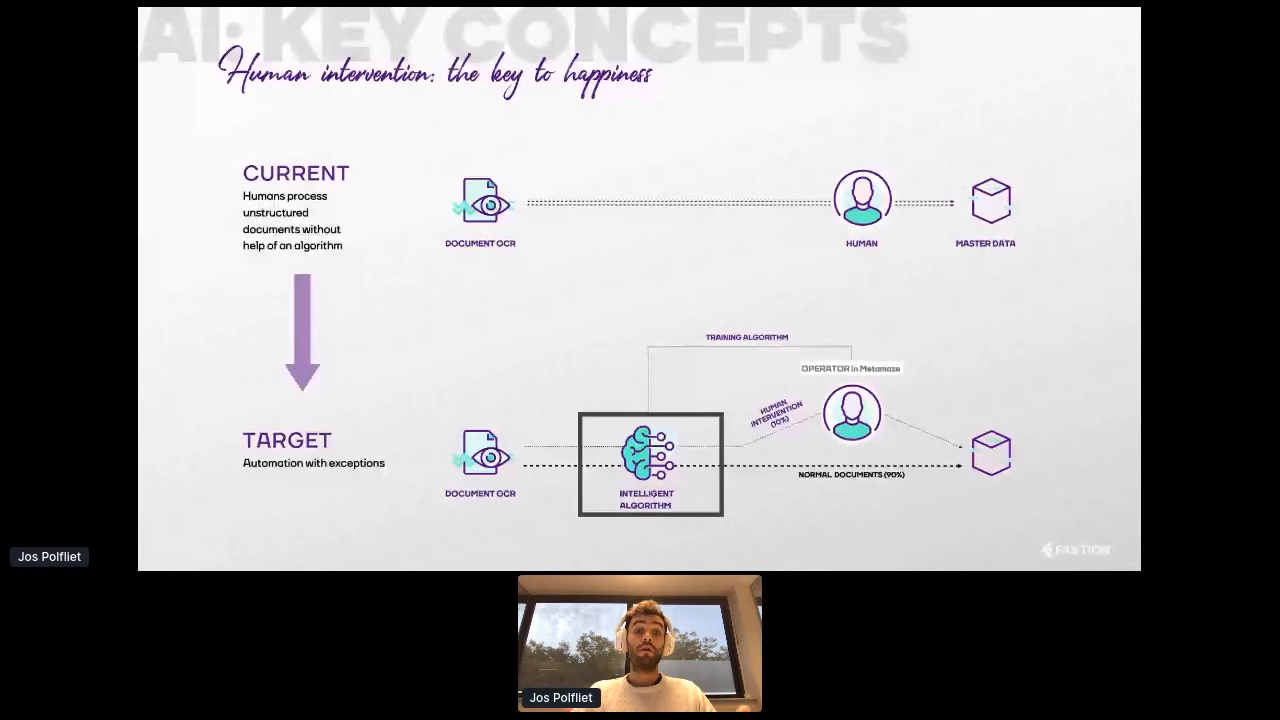 AI: KEY CONCEPTS
Human intervention: the key to happiness
CURRENT
Humans process
unstructured
documents without
help of an algorithm
DOCUMENT OCR
HUMAN
MASTER DATA
TRAINING ALGORITHM
OPERATOR in Metamaze
HUMAN
INTERVENTION
(10%)
TARGET
Automation with exceptions
DOCUMENT OCR
INTELLIGENT
ALGORITHM
NORMAL DOCUMENTS (90%)
FAKTION
Jos Polfliet
Jos Polfliet